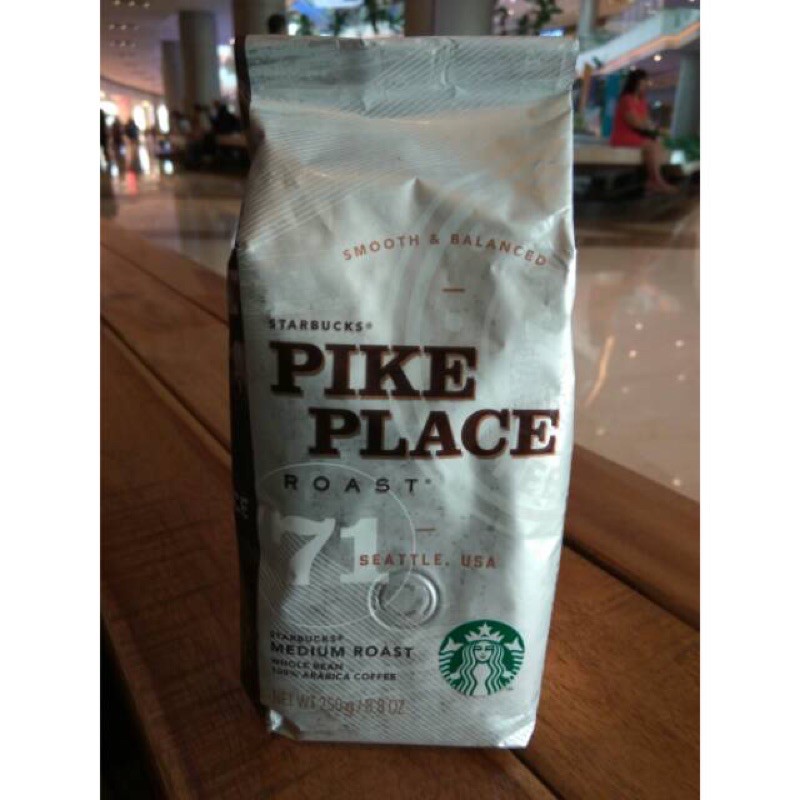 SMOOTH & BALANCED
STARBUCKS®
PIKE
PLACE
ROAST®
71
SEATTLE, USA
STARBUCKS®
MEDIUM ROAST
WHOLE BEAN
100% ARABICA COFFEE
NET WT 250 g / 8.8 OZ